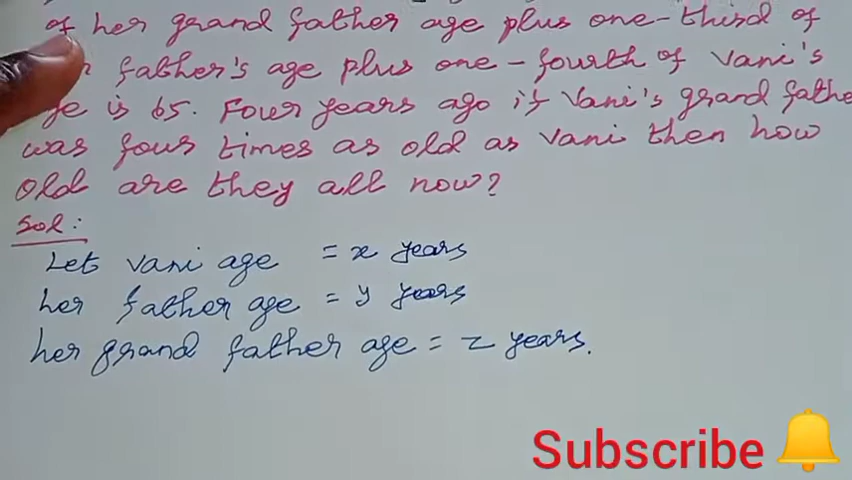 of her grand father age plus one-third of
father's age plus one-fourth of Vani's
is 65. Four years ago if Vani's grand fathe
was four times as old as Vani then how
old are they all now?
Sol:
Let vani age = x years
her father age = y years
her grand father age = z years.
Subscribe